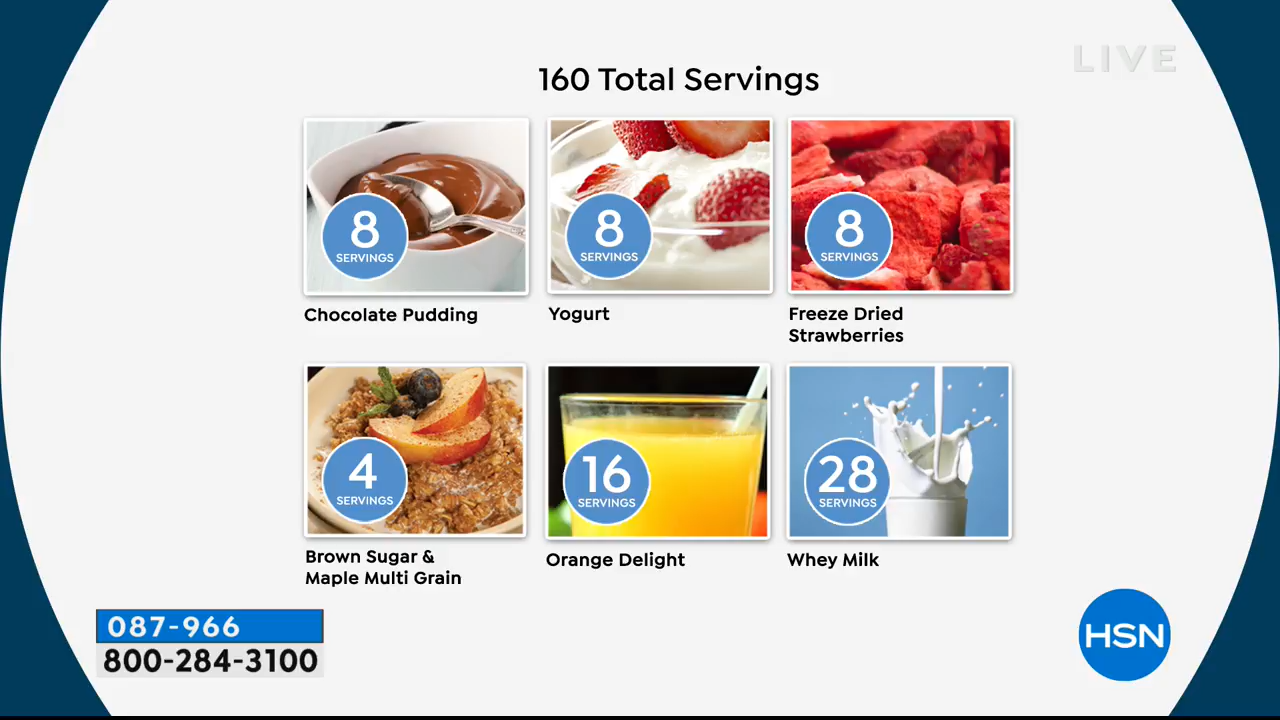 LIVE
160 Total Servings
8
SERVINGS
8
SERVINGS
8
SERVINGS
Chocolate Pudding
Yogurt
Freeze Dried
Strawberries
4
SERVINGS
16
SERVINGS
28
SERVINGS
Brown Sugar &
Maple Multi Grain
Orange Delight
Whey Milk
087-966
800-284-3100
HSN